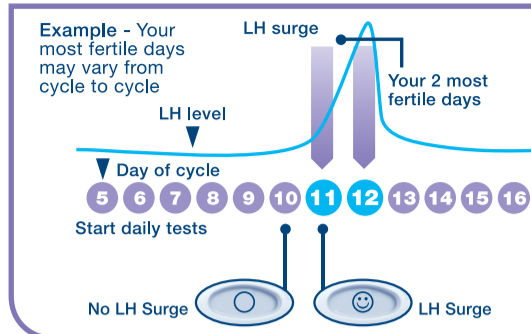 Example - Your
most fertile days
may vary from
cycle to cycle
LH surge
Your 2 most
fertile days
LH level
Day of cycle
5 6 7 8 9 10 11 12 13 14 15 16
Start daily tests
No LH Surge
LH Surge